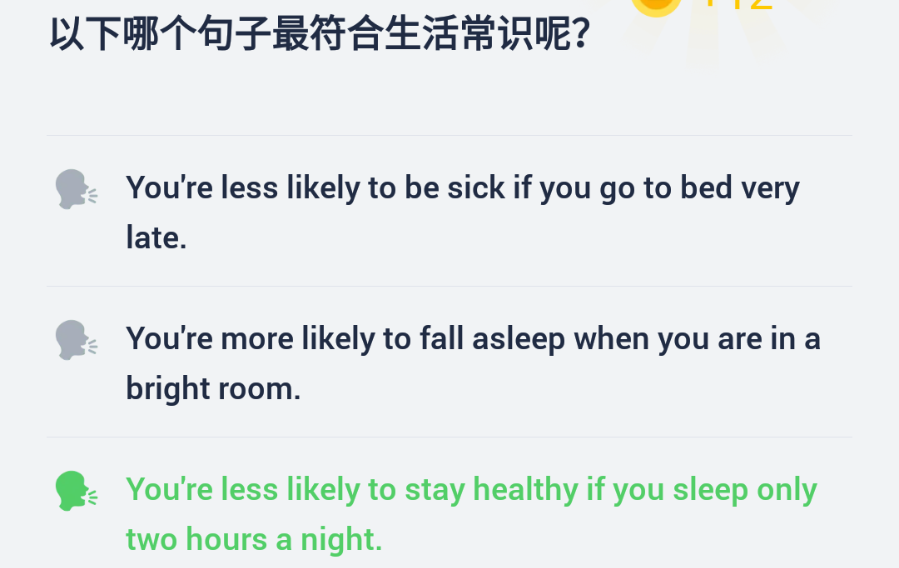 以下哪个句子最符合生活常识呢?
You're less likely to be sick if you go to bed very
late.
You're more likely to fall asleep when you are in a
bright room.
You're less likely to stay healthy if you sleep only
two hours a night.